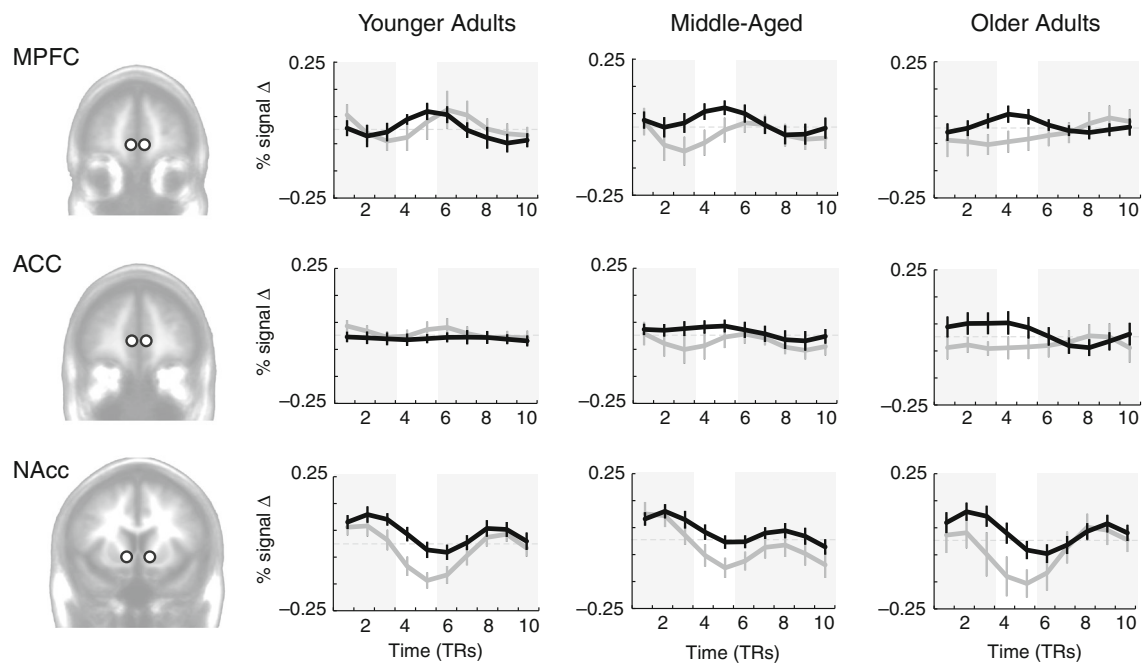 Younger Adults Middle-Aged Older Adults
MPFC
% signal Δ
0.25 0.25 0.25
–0.25 –0.25 –0.25
2 4 6 8 10 2 4 6 8 10 2 4 6 8 10
ACC
% signal Δ
0.25 0.25 0.25
–0.25 –0.25 –0.25
2 4 6 8 10 2 4 6 8 10 2 4 6 8 10
NAcc
% signal Δ
0.25 0.25 0.25
–0.25 –0.25 –0.25
2 4 6 8 10 2 4 6 8 10 2 4 6 8 10
Time (TRs) Time (TRs) Time (TRs)